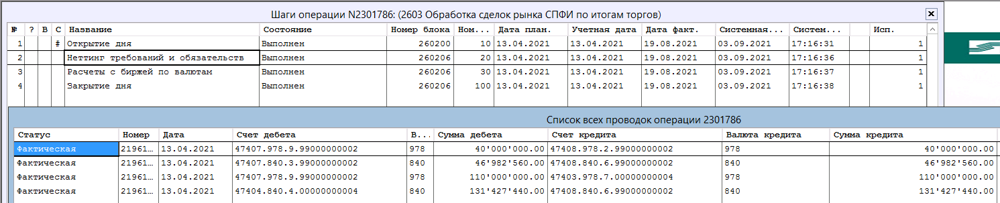 Шаги операции N2301786: (2603 Обработка сделок рынка СПФИ по итогам торгов)
№ ? В С Название Состояние Номер блока Ном... Дата план. Учетная дата Дата факт. Системная... Систем... Исп.
1 # Открытие дня Выполнен 260200 10 13.04.2021 13.04.2021 19.08.2021 03.09.2021 17:16:31 1
2 Неттинг требований и обязательств Выполнен 260206 20 13.04.2021 13.04.2021 19.08.2021 03.09.2021 17:16:36 1
3 Расчеты с биржей по валютам Выполнен 260206 30 13.04.2021 13.04.2021 19.08.2021 03.09.2021 17:16:37 1
4 Закрытие дня Выполнен 260206 100 13.04.2021 13.04.2021 19.08.2021 03.09.2021 17:16:38 1
Список всех проводок операции 2301786
Статус Номер Дата Счет дебета В... Сумма дебета Счет кредита Валюта кредита Сумма кредита
Фактическая 21961... 13.04.2021 47407.978.9.99000000002 978 40'000'000.00 47408.978.2.99000000002 978 40'000'000.00
Фактическая 21961... 13.04.2021 47407.840.3.99000000002 840 46'982'560.00 47408.840.6.99000000002 840 46'982'560.00
Фактическая 21961... 13.04.2021 47407.978.9.99000000002 978 110'000'000.00 47403.978.7.00000000004 978 110'000'000.00
Фактическая 21961... 13.04.2021 47404.840.4.00000000004 840 131'427'440.00 47408.840.6.99000000002 840 131'427'440.00